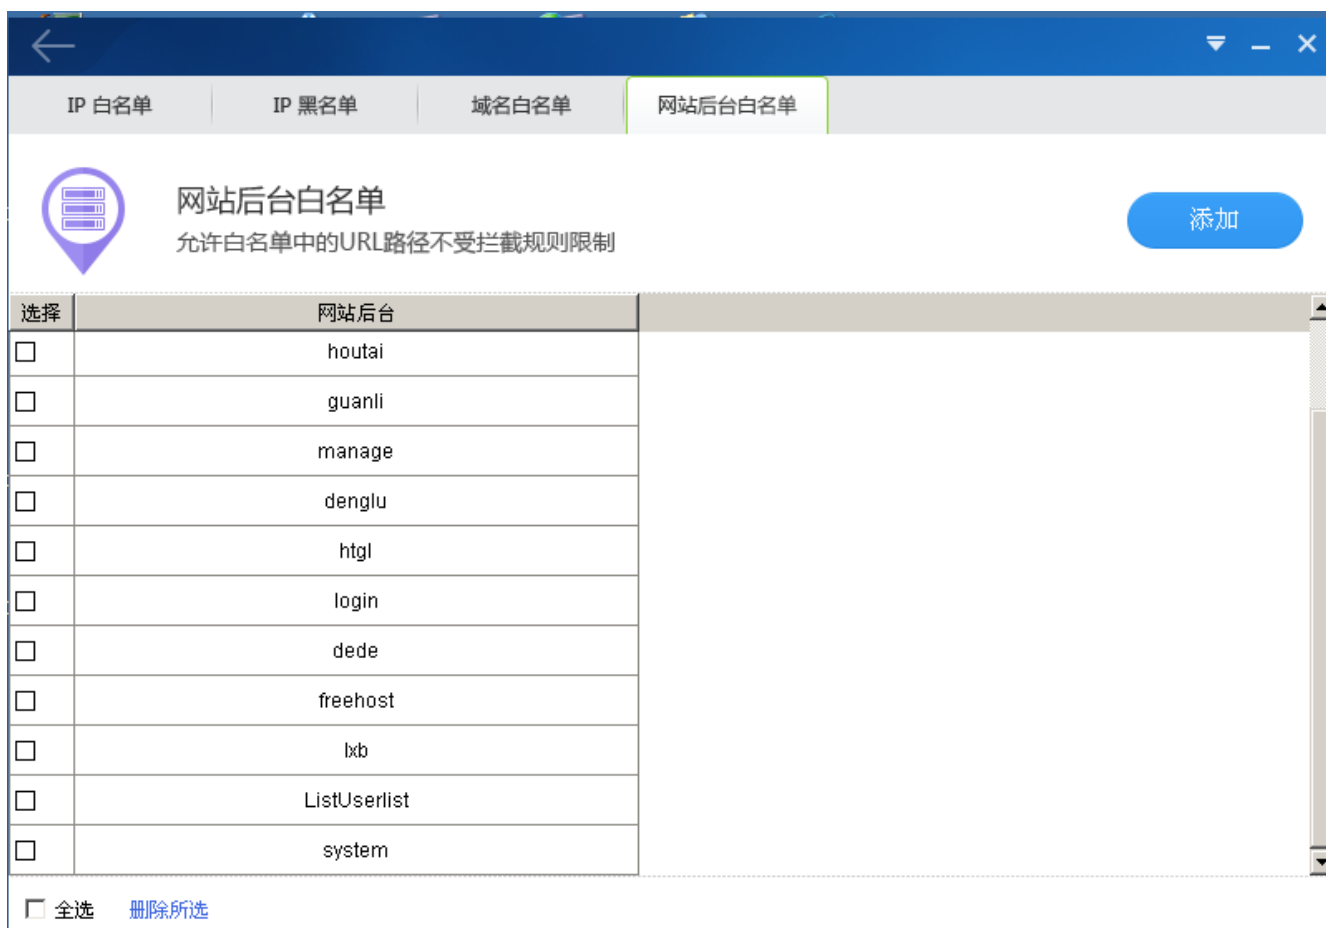 IP 白名单
IP 黑名单
域名白名单
网站后台白名单
网站后台白名单
允许白名单中的URL路径不受拦截规则限制
添加
选择
网站后台
houtai
guanli
manage
denglu
htgl
login
dede
freehost
lxb
ListUserlist
system
全选
删除所选